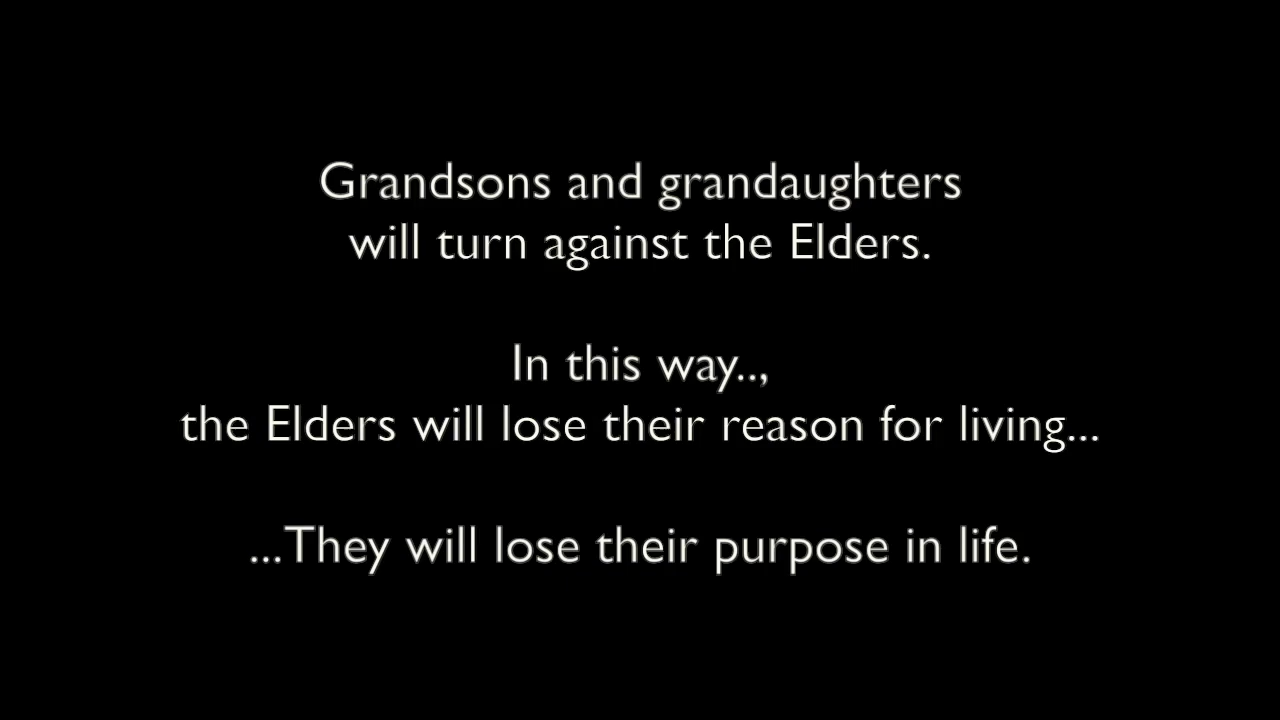 Grandsons and grandaughters
will turn against the Elders.
In this way..,
the Elders will lose their reason for living...
...They will lose their purpose in life.